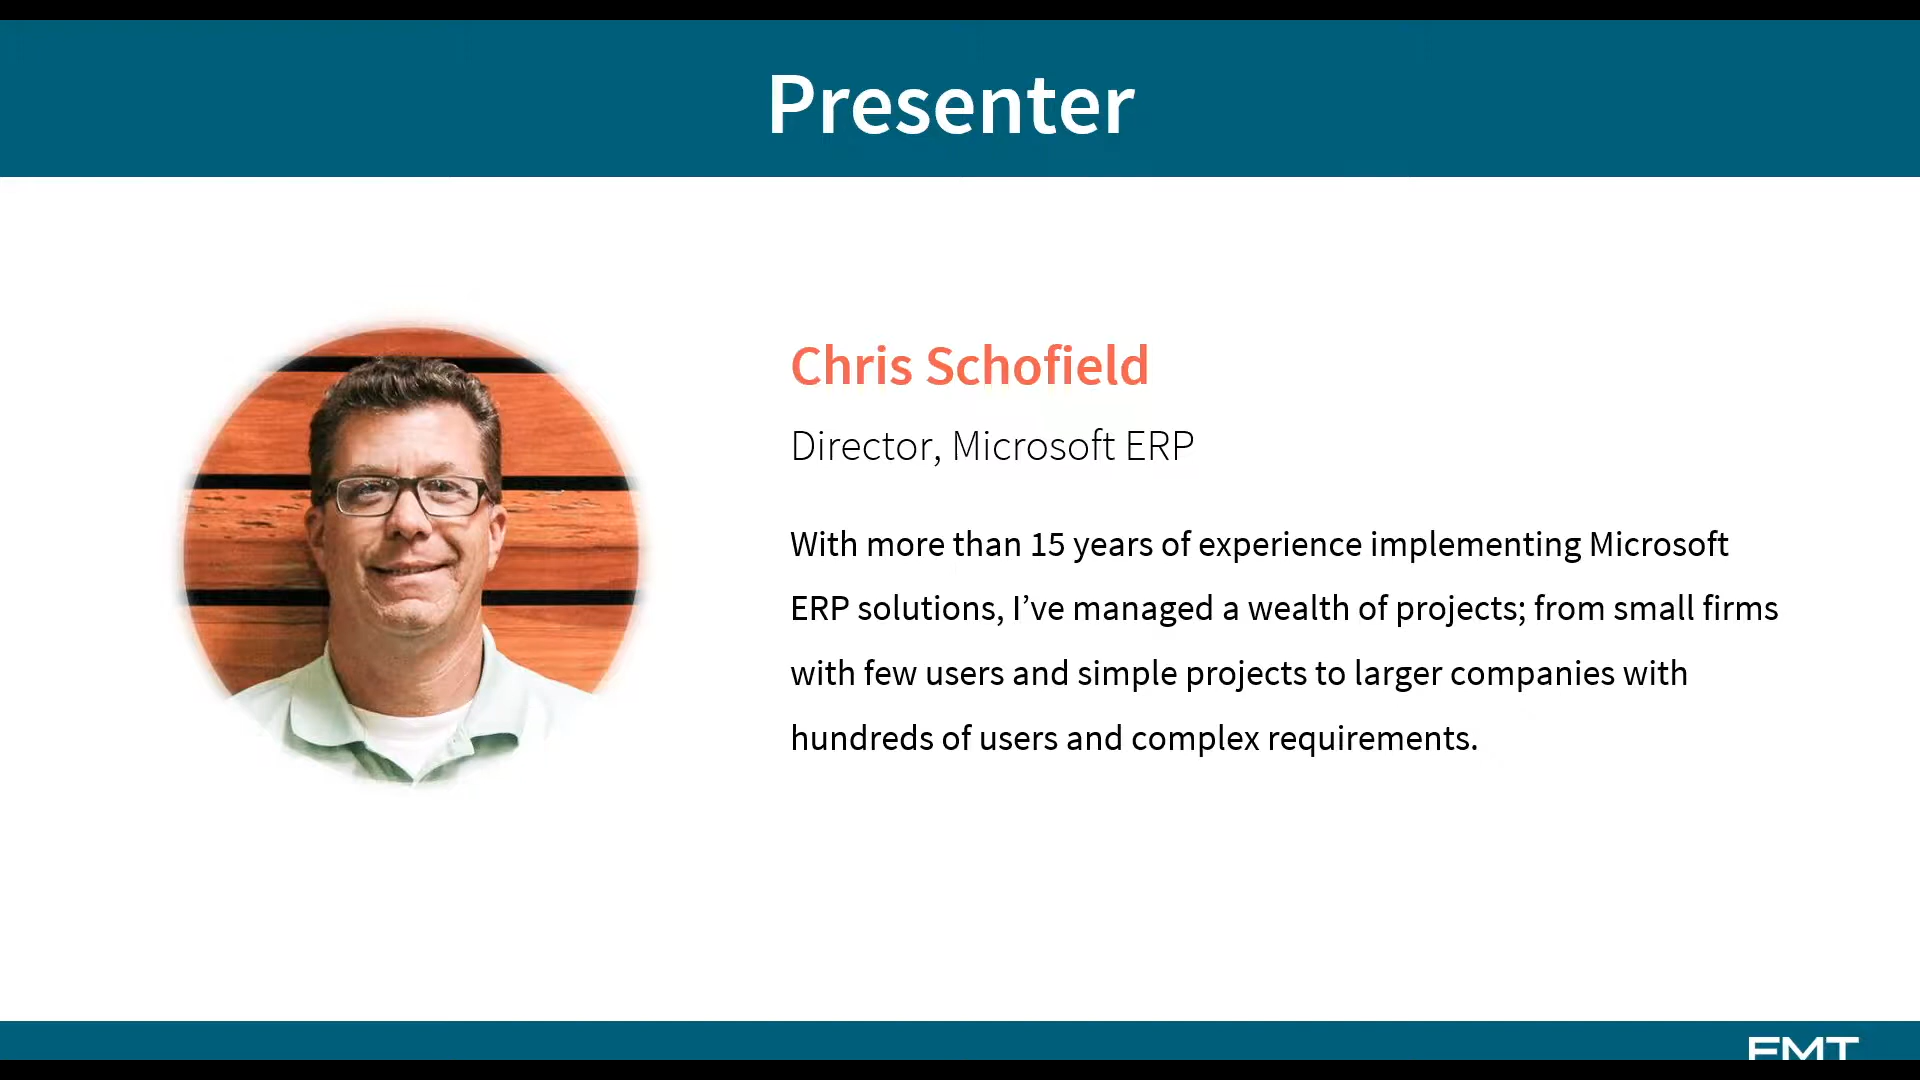 Presenter
Chris Schofield
Director, Microsoft ERP
With more than 15 years of experience implementing Microsoft
ERP solutions, I’ve managed a wealth of projects; from small firms
with few users and simple projects to larger companies with
hundreds of users and complex requirements.